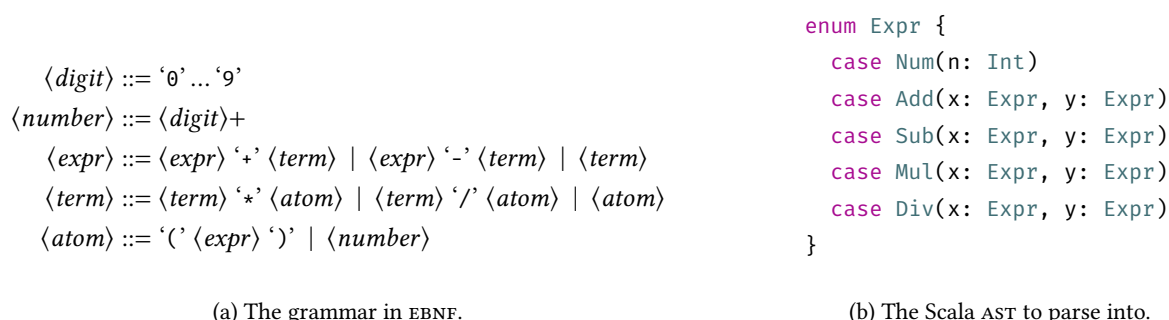 ⟨digit⟩ ::= ‘0’ … ‘9’
⟨number⟩ ::= ⟨digit⟩+
⟨expr⟩ ::= ⟨expr⟩ ‘+’ ⟨term⟩ | ⟨expr⟩ ‘-’ ⟨term⟩ | ⟨term⟩
⟨term⟩ ::= ⟨term⟩ ‘*’ ⟨atom⟩ | ⟨term⟩ ‘/’ ⟨atom⟩ | ⟨atom⟩
⟨atom⟩ ::= ‘(’ ⟨expr⟩ ‘)’ | ⟨number⟩
(a) The grammar in EBNF.
enum Expr {
  case Num(n: Int)
  case Add(x: Expr, y: Expr)
  case Sub(x: Expr, y: Expr)
  case Mul(x: Expr, y: Expr)
  case Div(x: Expr, y: Expr)
}
(b) The Scala AST to parse into.